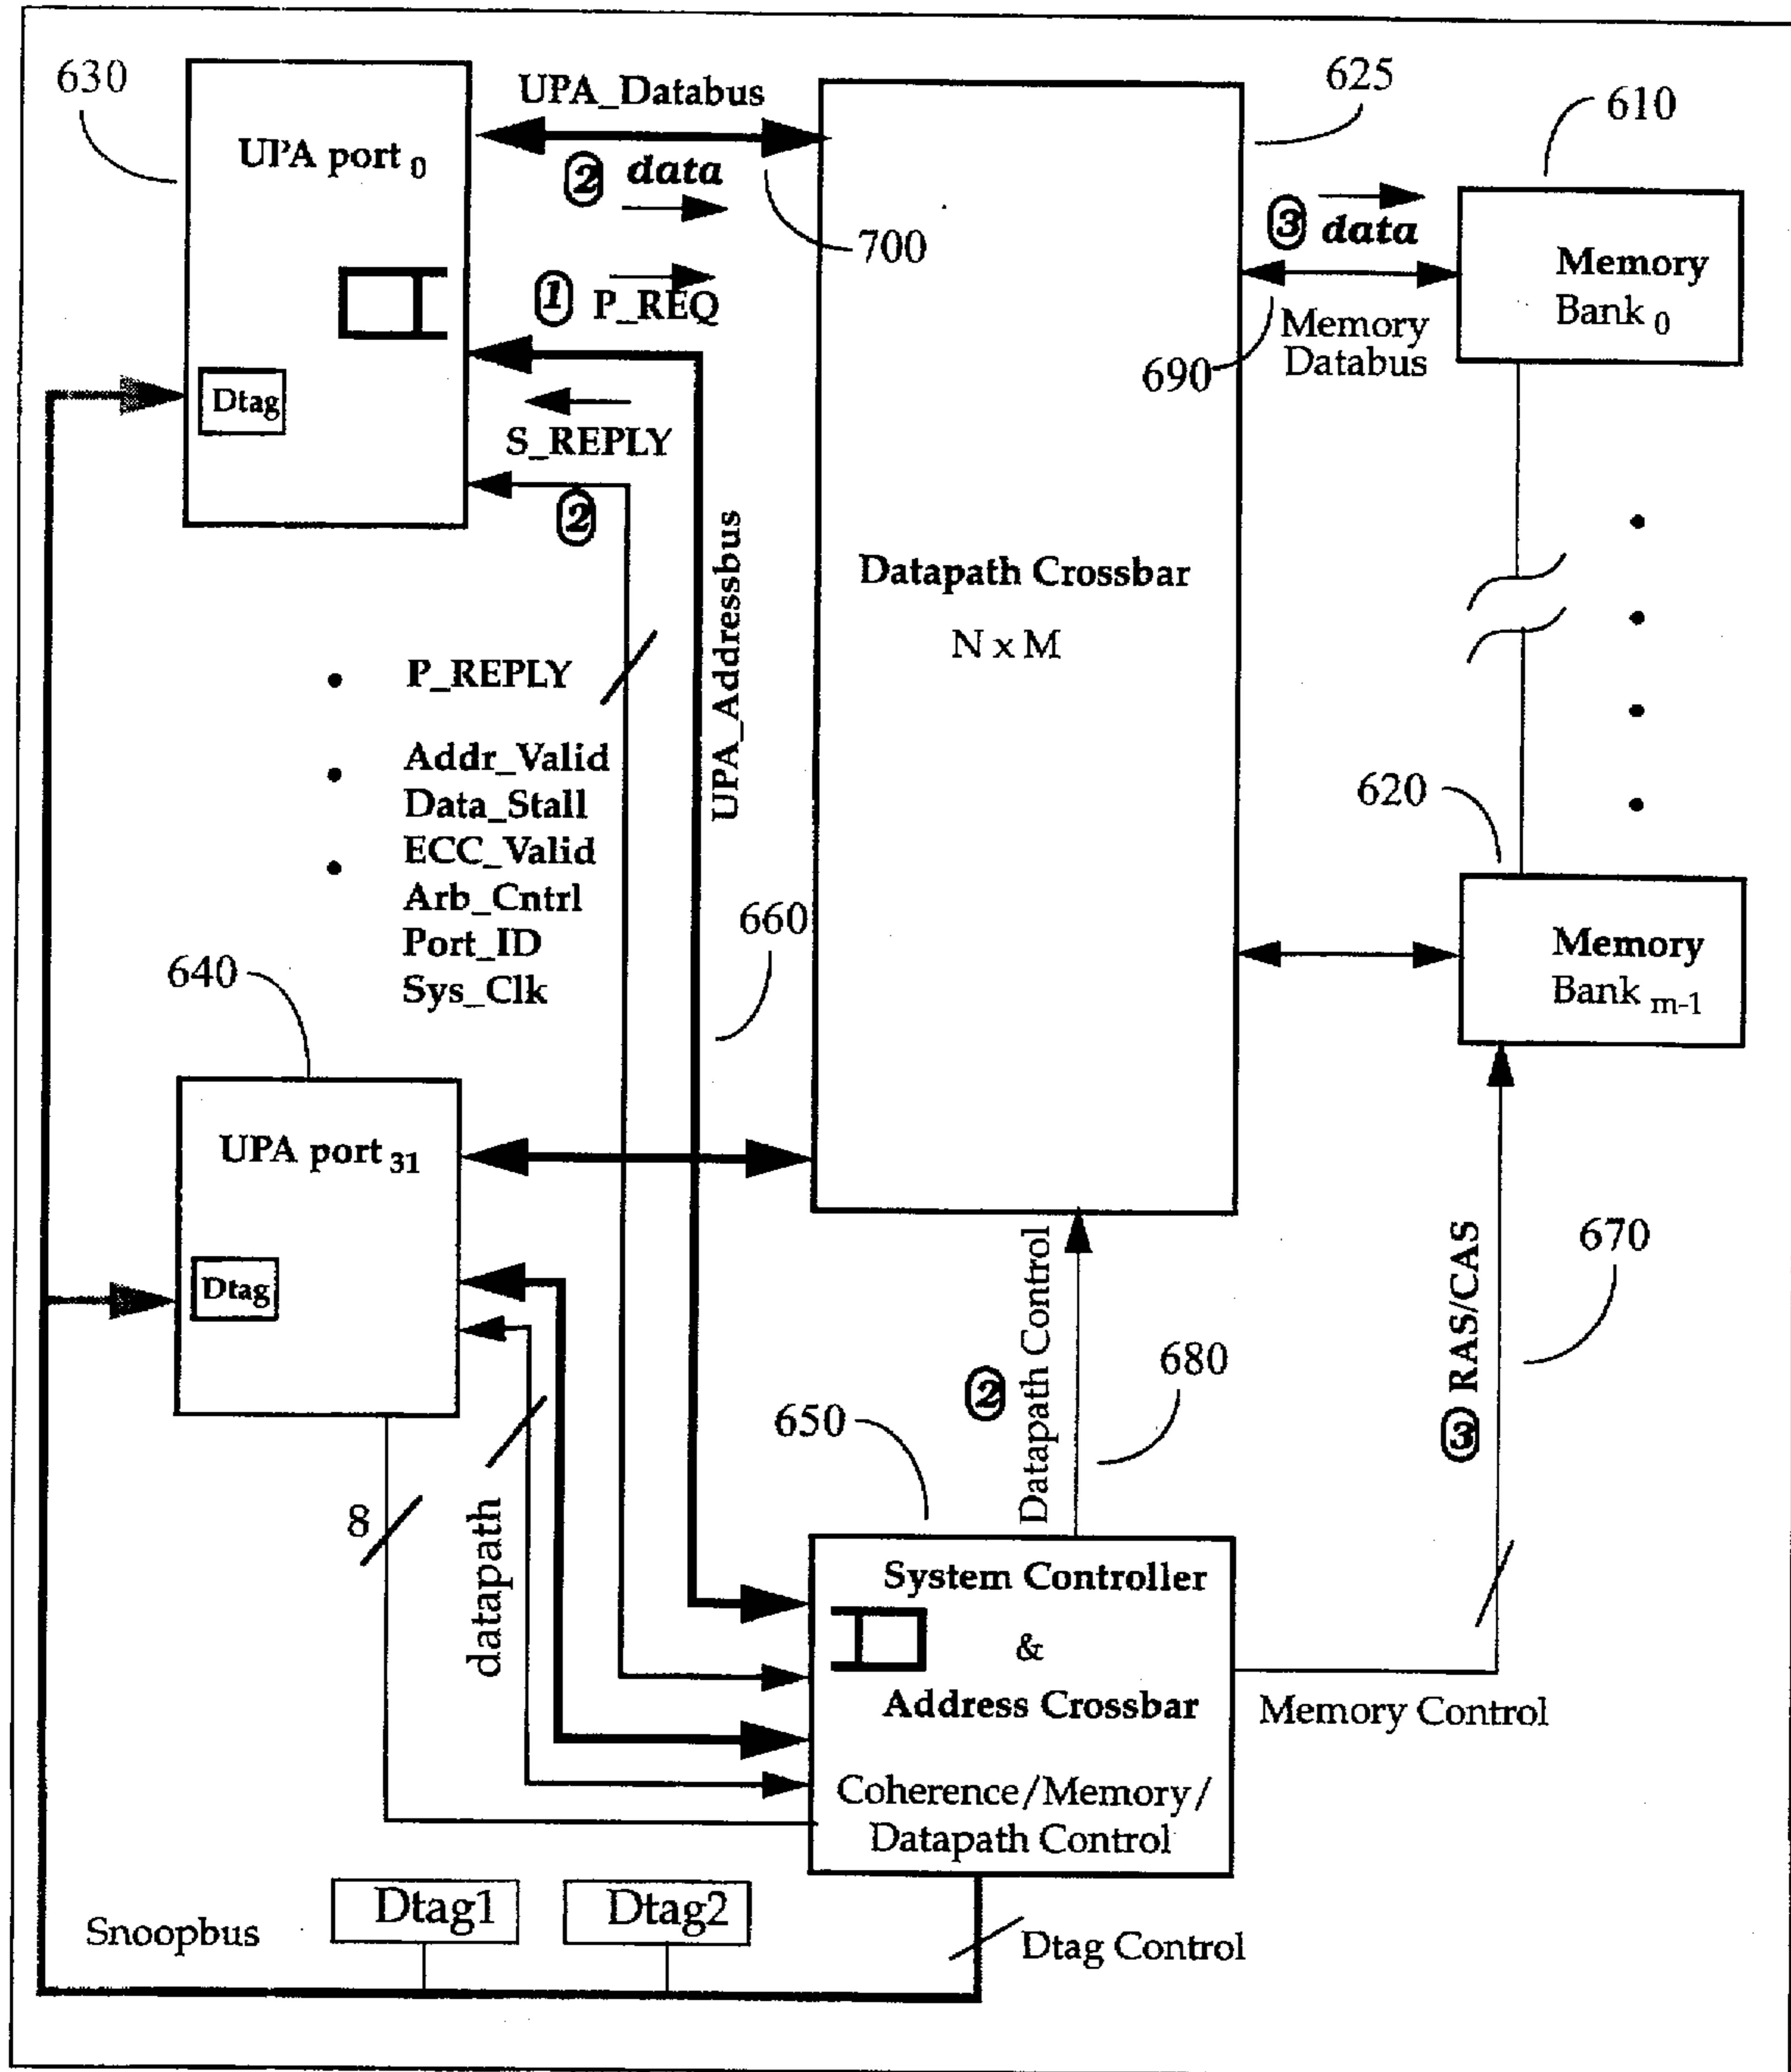 630
UPA port 0
Dtag
UPA_Databus
② data
700
① P_REQ
S_REPLY
②
625
610
③ data
690
Memory
Databus
Memory
Bank 0
Datapath Crossbar
N x M
UPA_Addressbus
• P_REPLY
• Addr_Valid
Data_Stall
• ECC_Valid
Arb_Cntrl
Port_ID
Sys_Clk
660
620
Memory
Bank m-1
640
UPA port 31
Dtag
8
datapath
② Datapath Control
680
650
③ RAS/CAS
670
System Controller
&
Address Crossbar
Coherence/Memory/
Datapath Control
Memory Control
Snoopbus
Dtag1
Dtag2
Dtag Control